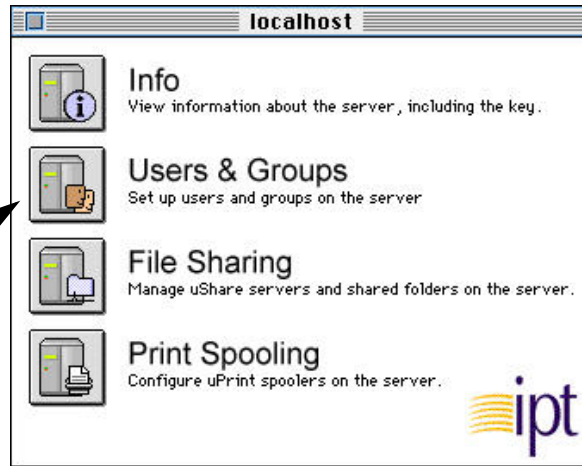 localhost
Info
View information about the server, including the key.
Users & Groups
Set up users and groups on the server
File Sharing
Manage uShare servers and shared folders on the server.
Print Spooling
Configure uPrint spoolers on the server.
ipt